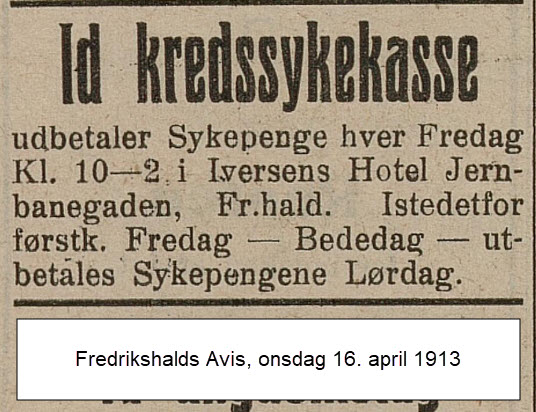 Id kredssykekasse
udbetaler Sykepenge hver Fredag
Kl. 10—2 i Iversens Hotel Jern-
banegaden, Fr.hald. Istedetfor
førstk. Fredag — Bededag — ut-
betales Sykepengene Lørdag.
Fredrikshalds Avis, onsdag 16. april 1913